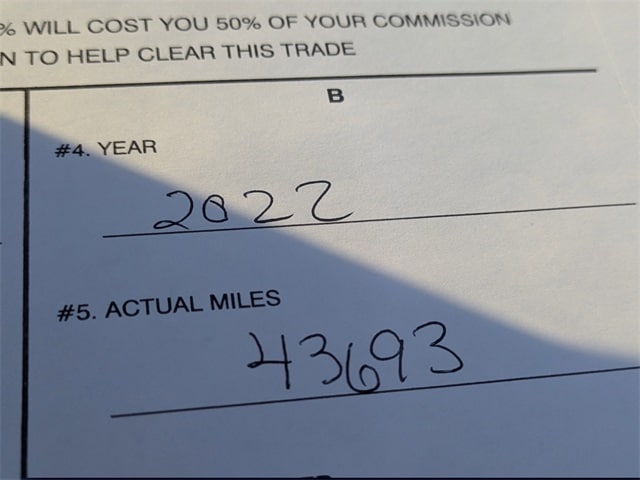 % WILL COST YOU 50% OF YOUR COMMISSION
N TO HELP CLEAR THIS TRADE
B
#4. YEAR
2022
#5. ACTUAL MILES
43693